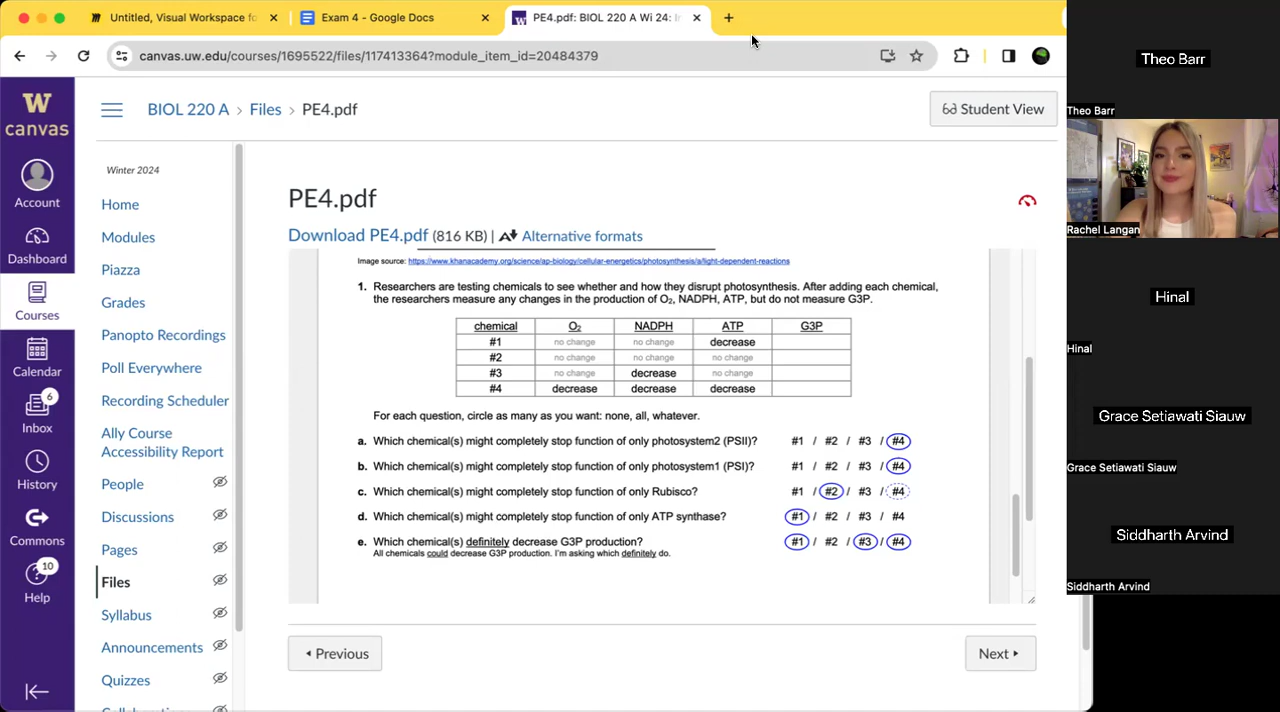 Untitled, Visual Workspace fo
Exam 4 - Google Docs
PE4.pdf: BIOL 220 A Wi 24: In
canvas.uw.edu/courses/1695522/files/117413364?module_item_id=20484379
W
canvas
Account
Dashboard
Courses
Calendar
6
Inbox
History
Commons
10
Help
BIOL 220 A > Files > PE4.pdf
Student View
Winter 2024
Home
Modules
Piazza
Grades
Panopto Recordings
Poll Everywhere
Recording Scheduler
Ally Course
Accessibility Report
People
Discussions
Pages
Files
Syllabus
Announcements
Quizzes
PE4.pdf
Download PE4.pdf (816 KB) | Alternative formats
Image source: https://www.khanacademy.org/science/ap-biology/cellular-energetics/photosynthesis/a/light-dependent-reactions
1. Researchers are testing chemicals to see whether and how they disrupt photosynthesis. After adding each chemical,
the researchers measure any changes in the production of O₂, NADPH, ATP, but do not measure G3P.
chemical O₂ NADPH ATP G3P
#1 no change no change decrease
#2 no change no change no change
#3 no change decrease no change
#4 decrease decrease decrease
For each question, circle as many as you want: none, all, whatever.
a. Which chemical(s) might completely stop function of only photosystem2 (PSII)? #1 / #2 / #3 / #4
b. Which chemical(s) might completely stop function of only photosystem1 (PSI)? #1 / #2 / #3 / #4
c. Which chemical(s) might completely stop function of only Rubisco? #1 / #2 / #3 / #4
d. Which chemical(s) might completely stop function of only ATP synthase? #1 / #2 / #3 / #4
e. Which chemical(s) definitely decrease G3P production? #1 / #2 / #3 / #4
All chemicals could decrease G3P production. I'm asking which definitely do.
Previous
Next
Theo Barr
Theo Barr
Rachel Langan
Hinal
Hinal
Grace Setiawati Siauw
Grace Setiawati Siauw
Siddharth Arvind
Siddharth Arvind